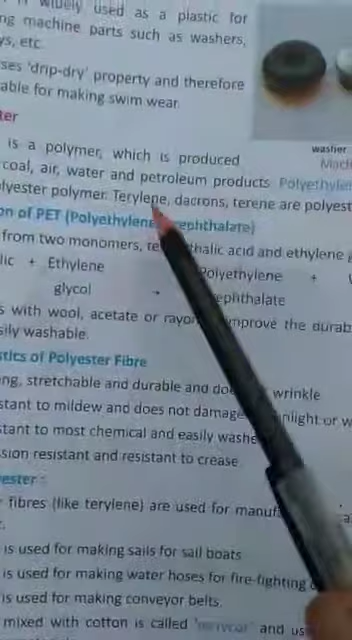 widely used as a plastic for
ng machine parts such as washers,
ys, etc
ses 'drip-dry' property and therefore
able for making swim wear
ter
washer
is a polymer, which is produced
coal, air, water and petroleum products Polyethylen
lyester polymer. Terylene, dacrons, terene are polyest
on of PET (Polyethylene ephthalate)
from two monomers, te thalic acid and ethylene g
lic + Ethylene Polyethylene +
glycol → ephthalate
s with wool, acetate or rayon improve the durab
sily washable.
stics of Polyester Fibre
ng, stretchable and durable and do wrinkle
stant to mildew and does not damage nlight or w
stant to most chemical and easily washe
sion resistant and resistant to crease
yester :
fibres (like terylene) are used for manuf
is used for making sails for sail boats
is used for making water hoses for fire-fighting
is used for making conveyor belts.
mixed with cotton is called and us